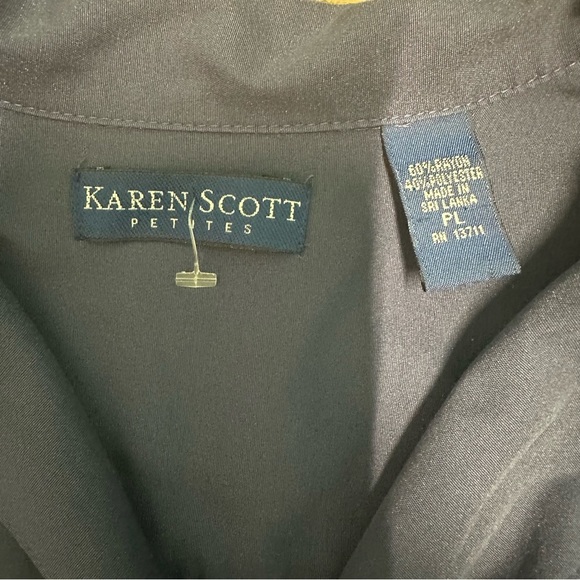 KAREN SCOTT
PETITES
60% RAYON
40% POLYESTER
MADE IN
SRI LANKA
PL
RN 13711